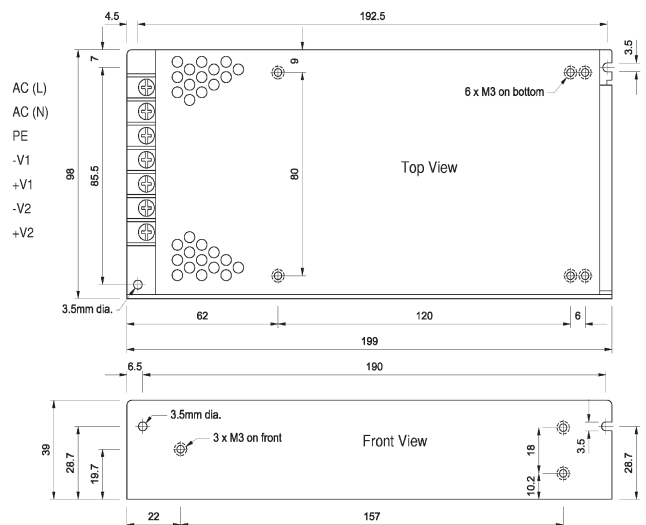 4.5
192.5
7
9
3.5
AC (L)
AC (N)
PE
-V1
+V1
-V2
+V2
98
85.5
80
6 x M3 on bottom
Top View
3.5mm dia.
62
120
6
199
6.5
190
3.5mm dia.
3 x M3 on front
Front View
39
28.7
19.7
18
10.2
3.5
28.7
22
157